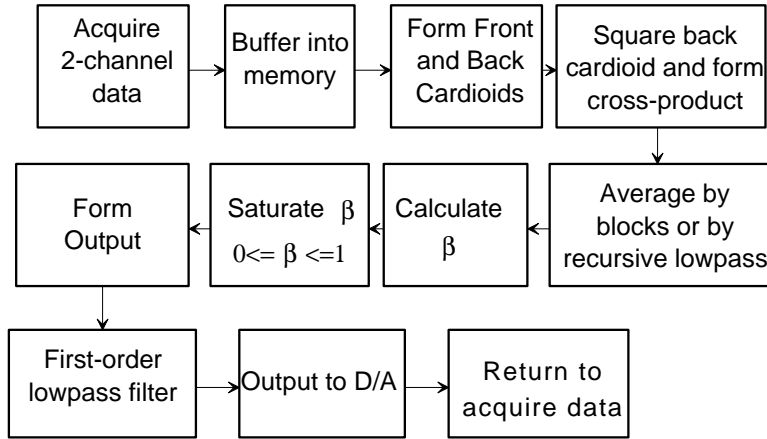 Acquire
2-channel
data
Buffer into
memory
Form Front
and Back
Cardioids
Square back
cardioid and form
cross-product
Average by
blocks or by
recursive lowpass
Calculate
β
Saturate β
0<= β <=1
Form
Output
First-order
lowpass filter
Output to D/A
Return to
acquire data